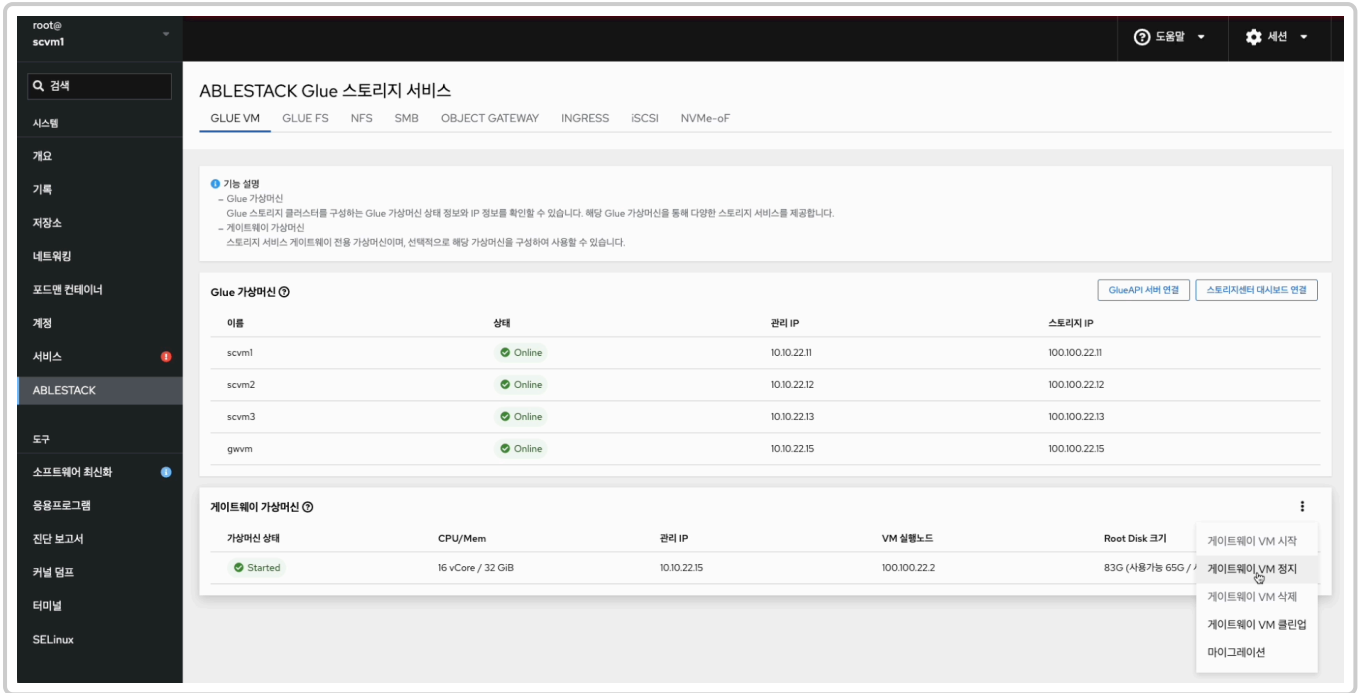 root@
scvm1
도움말
세션
검색
시스템
개요
기록
저장소
네트워킹
포드맨 컨테이너
계정
서비스
ABLESTACK
도구
소프트웨어 최신화
응용프로그램
진단 보고서
커널 덤프
터미널
SELinux
ABLESTACK Glue 스토리지 서비스
GLUE VM GLUE FS NFS SMB OBJECT GATEWAY INGRESS iSCSI NVMe-oF
기능 설명
– Glue 가상머신
Glue 스토리지 클러스터를 구성하는 Glue 가상머신 상태 정보와 IP 정보를 확인할 수 있습니다. 해당 Glue 가상머신을 통해 다양한 스토리지 서비스를 제공합니다.
– 게이트웨이 가상머신
스토리지 서비스 게이트웨이 전용 가상머신이며, 선택적으로 해당 가상머신을 구성하여 사용할 수 있습니다.
Glue 가상머신
GlueAPI 서버 연결 스토리지센터 대시보드 연결
이름 상태 관리 IP 스토리지 IP
scvm1 Online 10.10.22.11 100.100.22.11
scvm2 Online 10.10.22.12 100.100.22.12
scvm3 Online 10.10.22.13 100.100.22.13
gwvm Online 10.10.22.15 100.100.22.15
게이트웨이 가상머신
가상머신 상태 CPU/Mem 관리 IP VM 실행노드 Root Disk 크기
Started 16 vCore / 32 GiB 10.10.22.15 100.100.22.2 83G (사용가능 65G /
게이트웨이 VM 시작
게이트웨이 VM 정지
게이트웨이 VM 삭제
게이트웨이 VM 클린업
마이그레이션